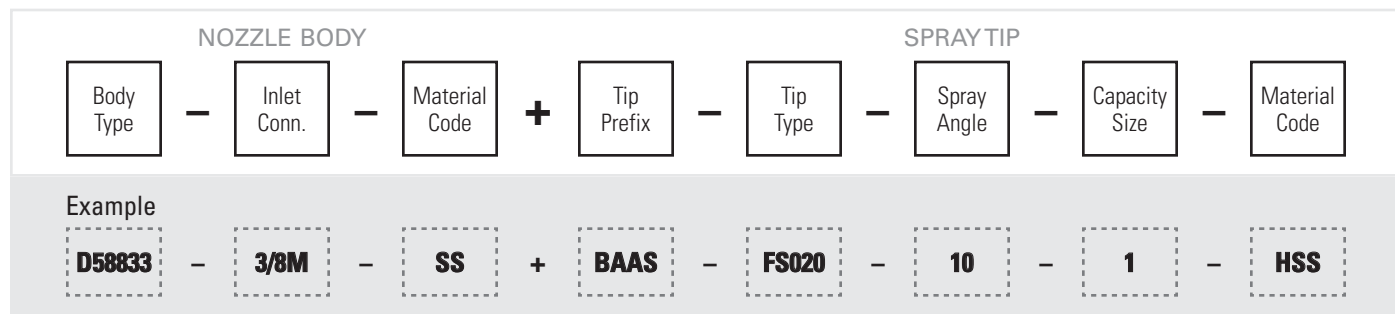 NOZZLE BODY SPRAY TIP
Body Type – Inlet Conn. – Material Code + Tip Prefix – Tip Type – Spray Angle – Capacity Size – Material Code
Example
D58833 – 3/8M – SS + BAAS – FS020 – 10 – 1 – HSS